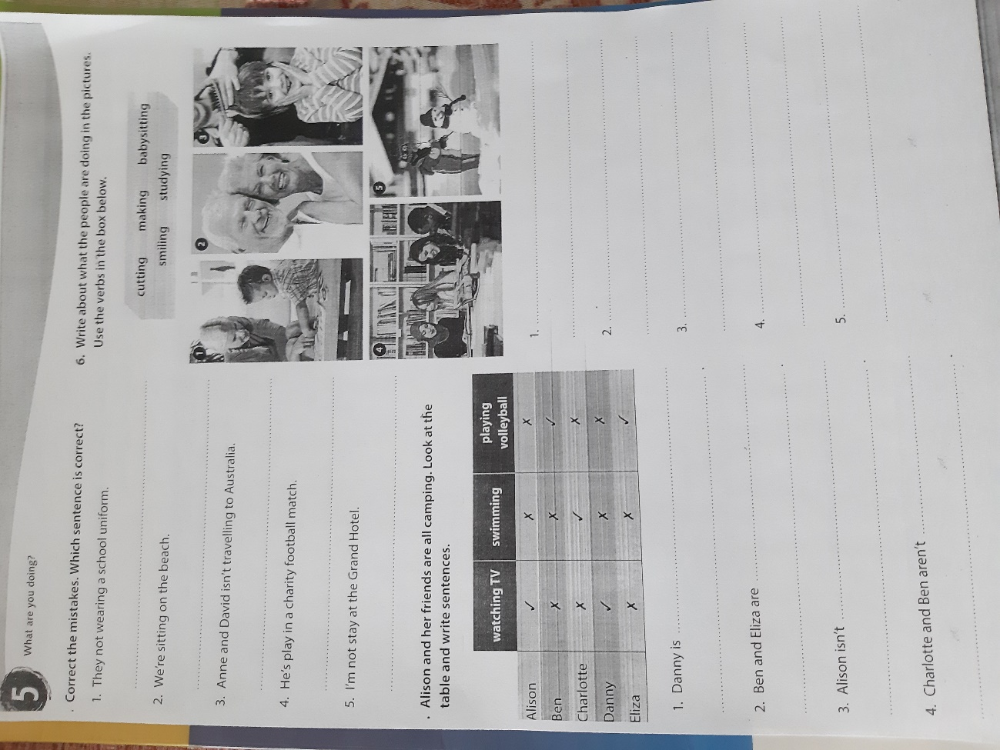 5 What are you doing?
. Correct the mistakes. Which sentence is correct?
1. They not wearing a school uniform.
2. We're sitting on the beach.
3. Anne and David isn't travelling to Australia.
4. He's play in a charity football match.
5. I'm not stay at the Grand Hotel.
. Alison and her friends are all camping. Look at the
table and write sentences.
watching TV swimming playing volleyball
Alison ✓ ✗ ✗
Ben ✗ ✗ ✓
Charlotte ✗ ✓ ✗
Danny ✓ ✗ ✗
Eliza ✗ ✗ ✓
1. Danny is
2. Ben and Eliza are
3. Alison isn't
4. Charlotte and Ben aren't
6. Write about what the people are doing in the pictures.
Use the verbs in the box below.
cutting making babysitting
smiling studying
1 2 3
4 5
1.
2.
3.
4.
5.